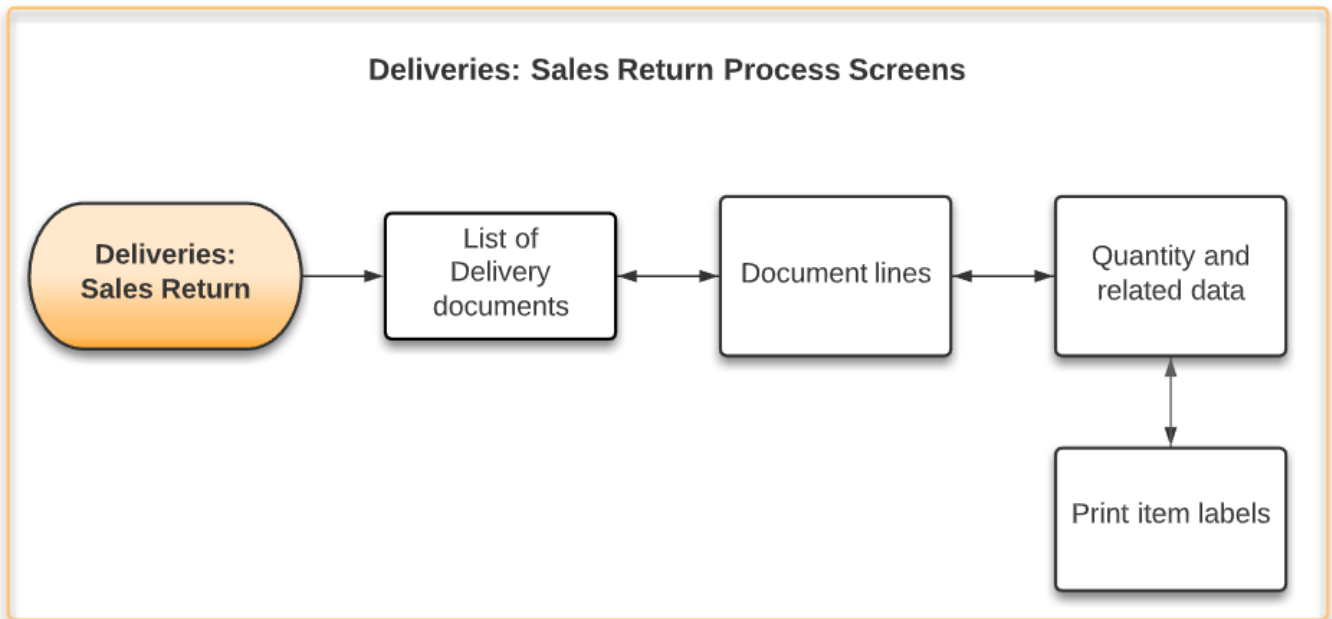 Deliveries: Sales Return Process Screens
Deliveries:
Sales Return
List of
Delivery
documents
Document lines
Quantity and
related data
Print item labels